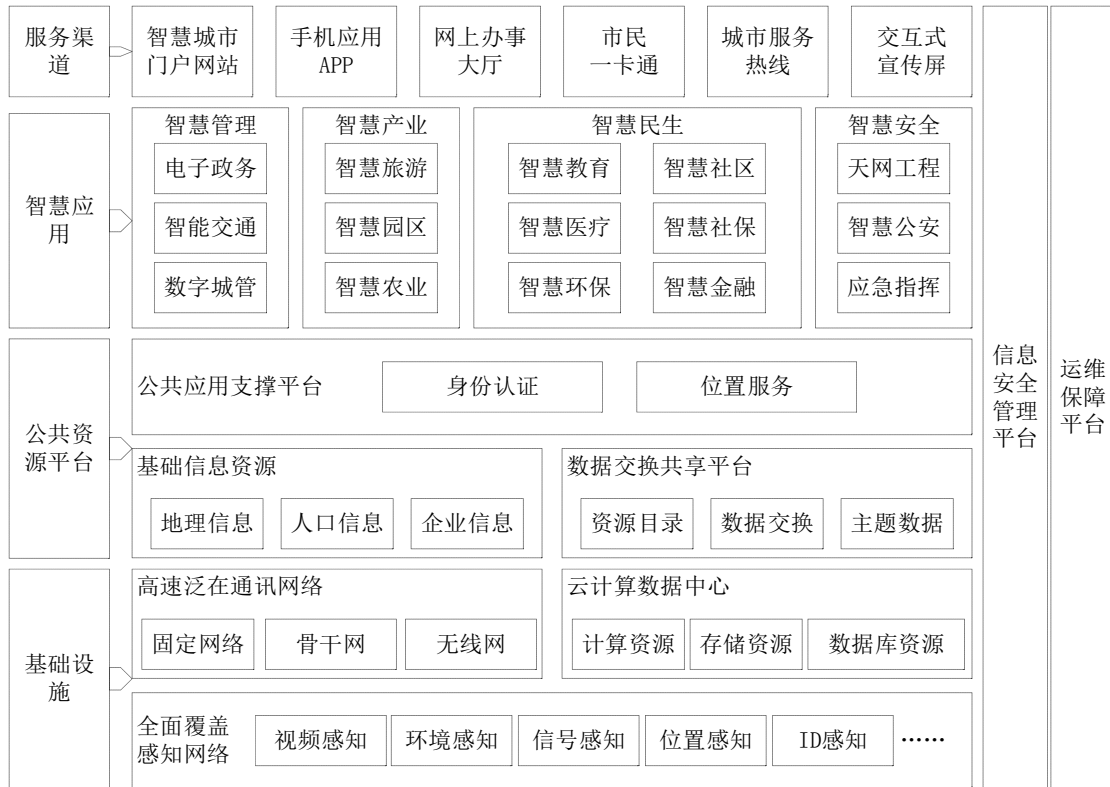 服务渠
道
智慧城市
门户网站
手机应用
APP
网上办事
大厅
市民
一卡通
城市服务
热线
交互式
宣传屏
智慧应
用
智慧管理
电子政务
智能交通
数字城管
智慧产业
智慧旅游
智慧园区
智慧农业
智慧民生
智慧教育
智慧社区
智慧医疗
智慧社保
智慧环保
智慧金融
智慧安全
天网工程
智慧公安
应急指挥
公共资
源平台
公共应用支撑平台
身份认证
位置服务
基础信息资源
地理信息
人口信息
企业信息
数据交换共享平台
资源目录
数据交换
主题数据
基础设
施
高速泛在通讯网络
固定网络
骨干网
无线网
云计算数据中心
计算资源
存储资源
数据库资源
全面覆盖
感知网络
视频感知
环境感知
信号感知
位置感知
ID感知
……
信息
安全
管理
平台
运维
保障
平台